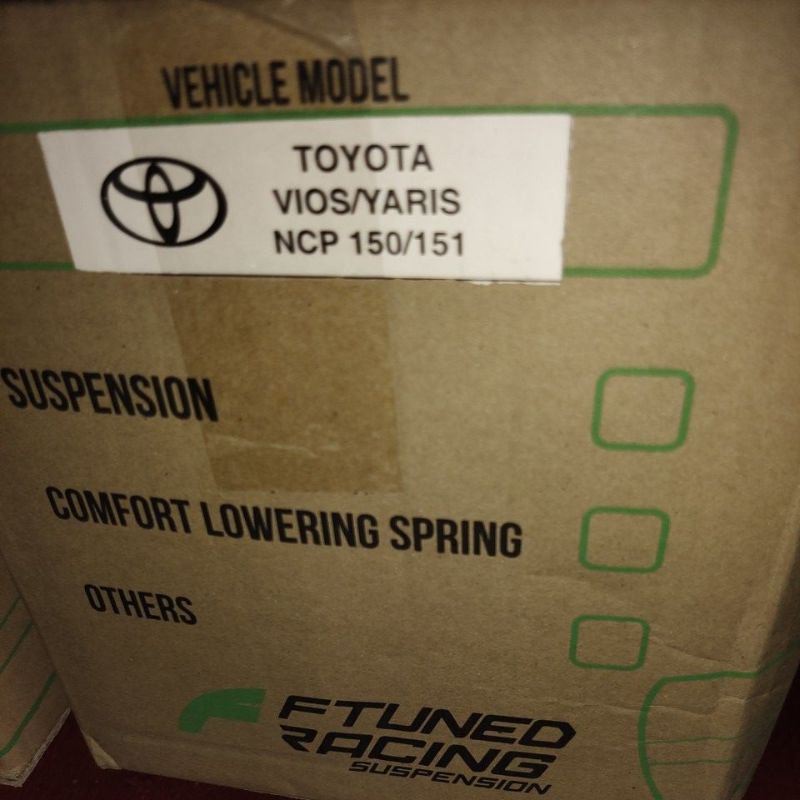 VEHICLE MODEL
TOYOTA
VIOS/YARIS
NCP 150/151
SUSPENSION
COMFORT LOWERING SPRING
OTHERS
FTUNED
RACING
SUSPENSION